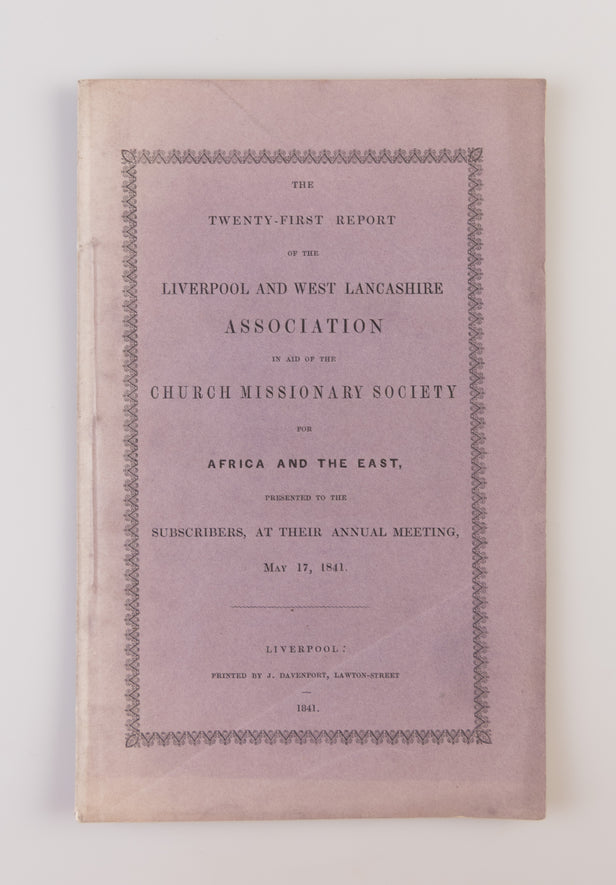 THE
TWENTY-FIRST REPORT
OF THE
LIVERPOOL AND WEST LANCASHIRE
ASSOCIATION
IN AID OF THE
CHURCH MISSIONARY SOCIETY
FOR
AFRICA AND THE EAST,
PRESENTED TO THE
SUBSCRIBERS, AT THEIR ANNUAL MEETING,
MAY 17, 1841.
LIVERPOOL:
PRINTED BY J. DAVENPORT, LAWTON-STREET
1841.